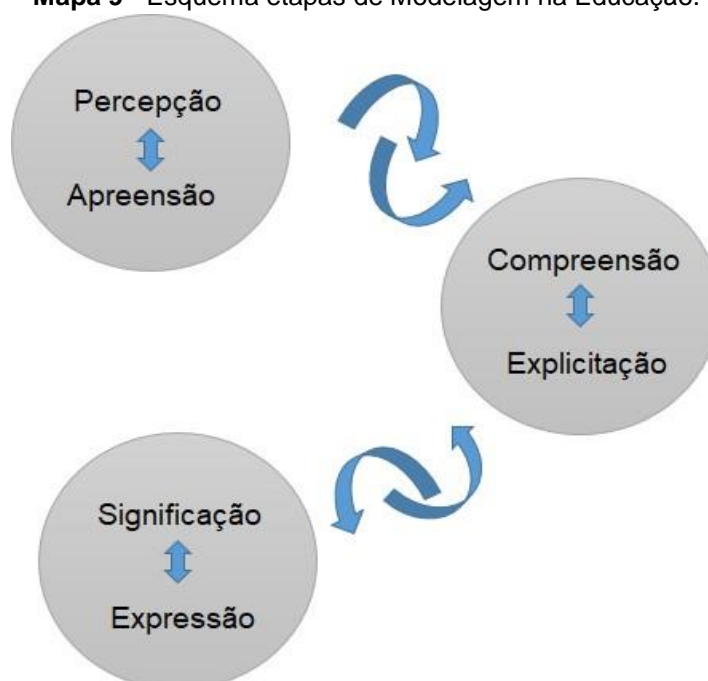 Mapa 9 - Esquema etapas de Modelagem na Educação.
Percepção
Apreensão
Compreensão
Explicitação
Significação
Expressão